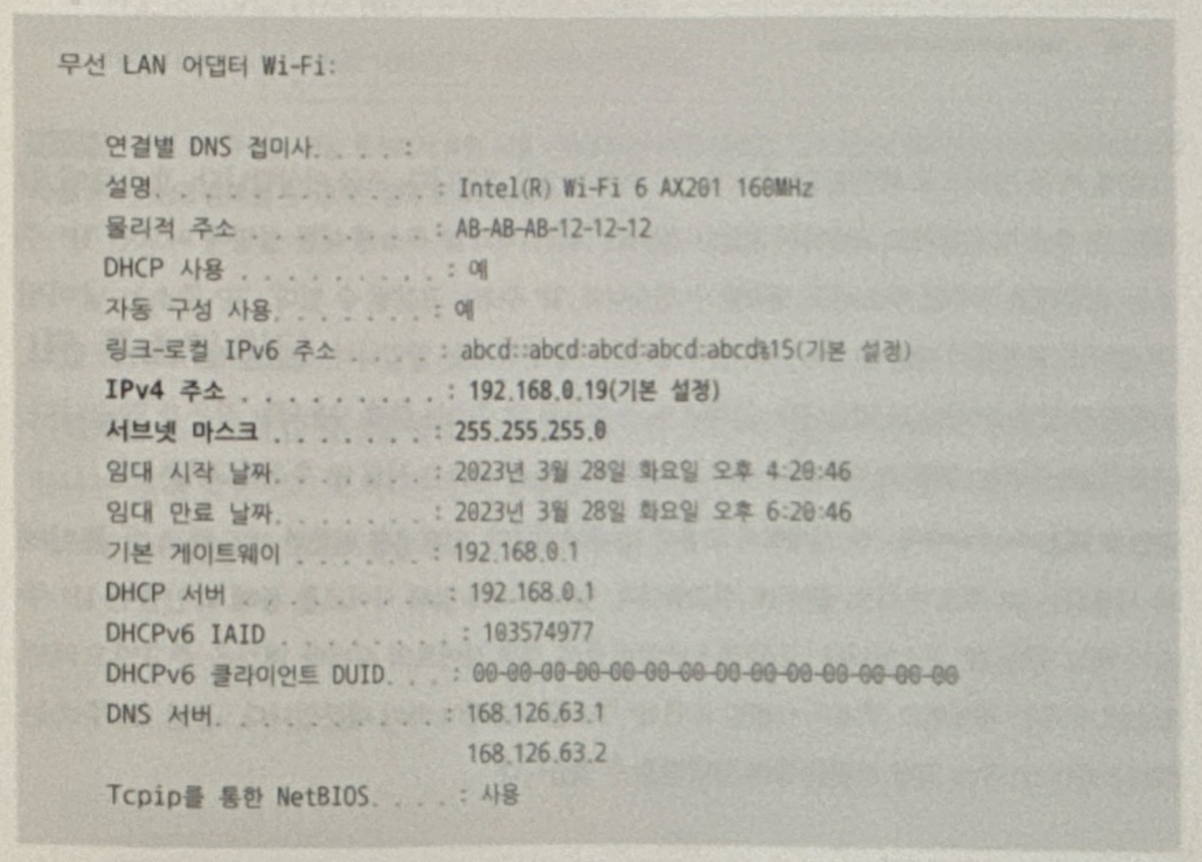 무선 LAN 어댑터 Wi-Fi:
연결별 DNS 접미사. . . . :
설명. . . . . . . . . . . . : Intel(R) Wi-Fi 6 AX201 160MHz
물리적 주소 . . . . . . . . : AB-AB-AB-12-12-12
DHCP 사용 . . . . . . . . . : 예
자동 구성 사용. . . . . . . : 예
링크-로컬 IPv6 주소 . . . . : abcd::abcd:abcd:abcd:abcd%15(기본 설정)
IPv4 주소 . . . . . . . . . : 192.168.0.19(기본 설정)
서브넷 마스크 . . . . . . . : 255.255.255.0
임대 시작 날짜. . . . . . . : 2023년 3월 28일 화요일 오후 4:20:46
임대 만료 날짜. . . . . . . : 2023년 3월 28일 화요일 오후 6:20:46
기본 게이트웨이 . . . . . . : 192.168.0.1
DHCP 서버 . . . . . . . . . : 192.168.0.1
DHCPv6 IAID . . . . . . . . : 103574977
DHCPv6 클라이언트 DUID. . . : 00-00-00-00-00-00-00-00-00-00-00-00-00-00
DNS 서버. . . . . . . . . . : 168.126.63.1
168.126.63.2
Tcpip를 통한 NetBIOS. . . . : 사용